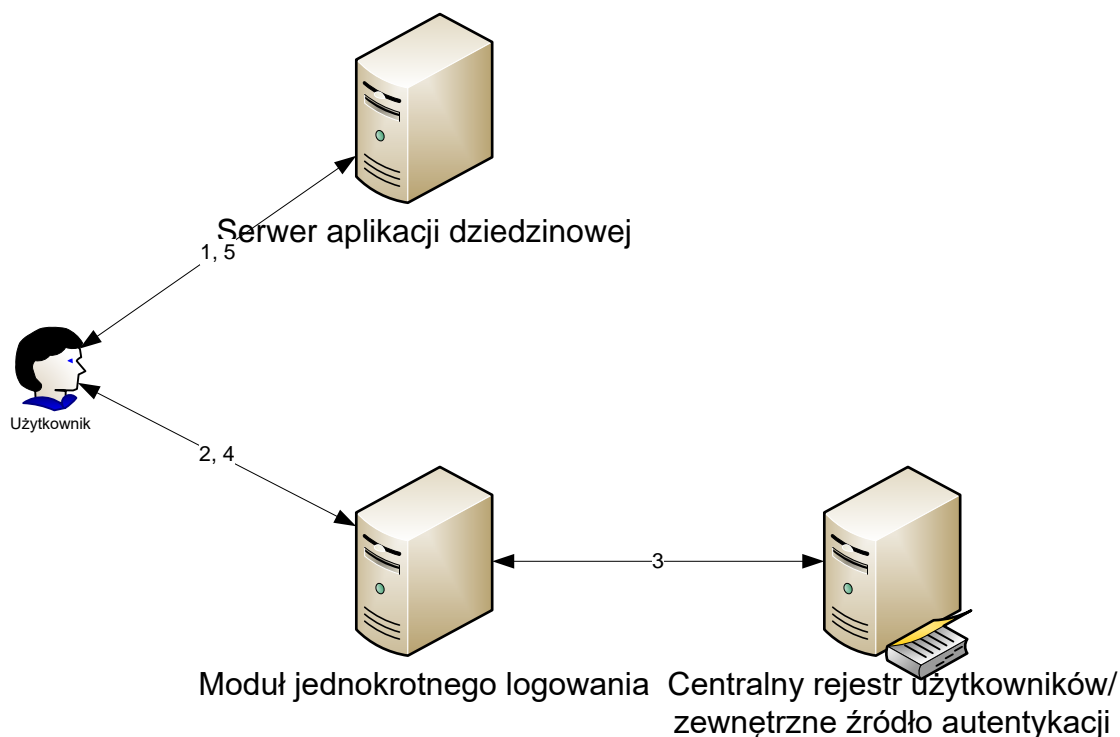 Serwer aplikacji dziedzinowej
1, 5
Użytkownik
2, 4
3
Moduł jednokrotnego logowania
Centralny rejestr użytkowników/
zewnętrzne źródło autentykacji